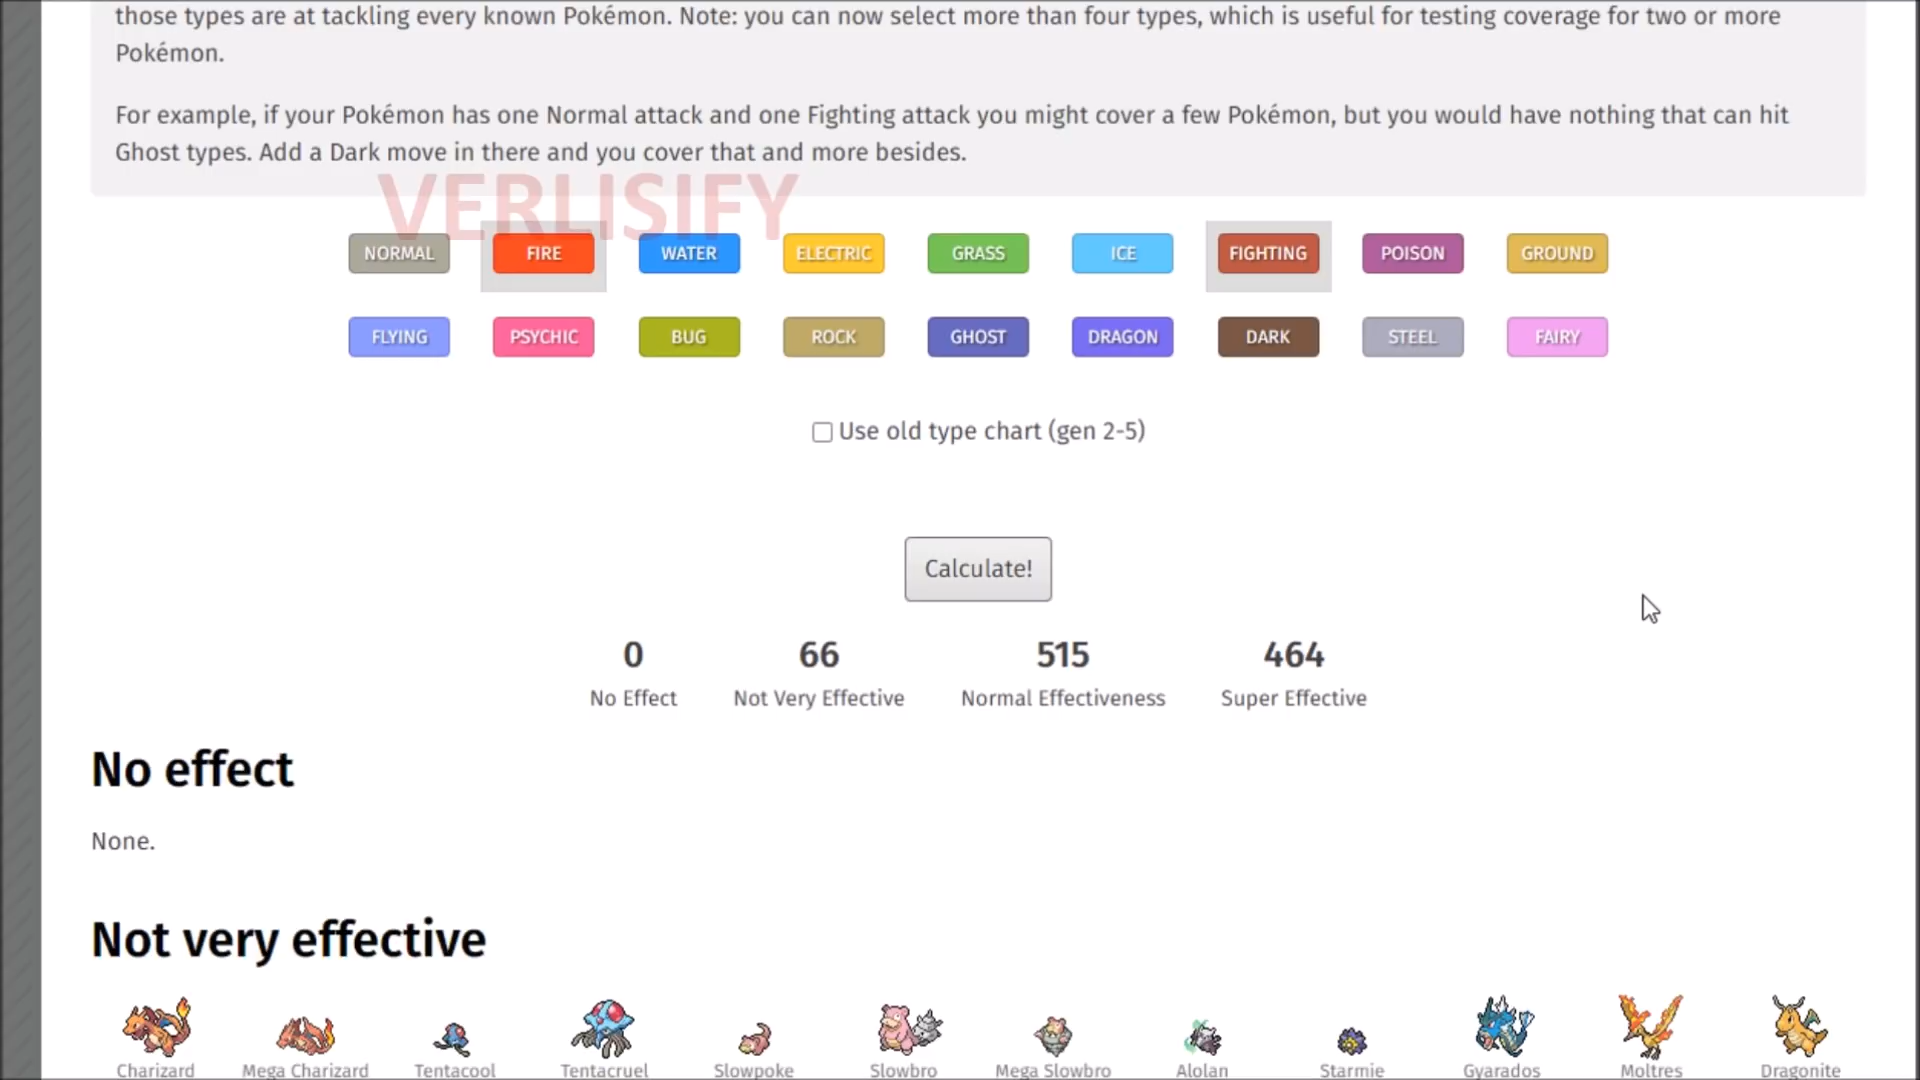 those types are at tackling every known Pokémon. Note: you can now select more than four types, which is useful for testing coverage for two or more
Pokémon.
For example, if your Pokémon has one Normal attack and one Fighting attack you might cover a few Pokémon, but you would have nothing that can hit
Ghost types. Add a Dark move in there and you cover that and more besides.
VERLISIFY
NORMAL FIRE WATER ELECTRIC GRASS ICE FIGHTING POISON GROUND
FLYING PSYCHIC BUG ROCK GHOST DRAGON DARK STEEL FAIRY
Use old type chart (gen 2-5)
Calculate!
0 66 515 464
No Effect Not Very Effective Normal Effectiveness Super Effective
No effect
None.
Not very effective
Charizard Mega Charizard Tentacool Tentacruel Slowpoke Slowbro Mega Slowbro Alolan Starmie Gyarados Moltres Dragonite